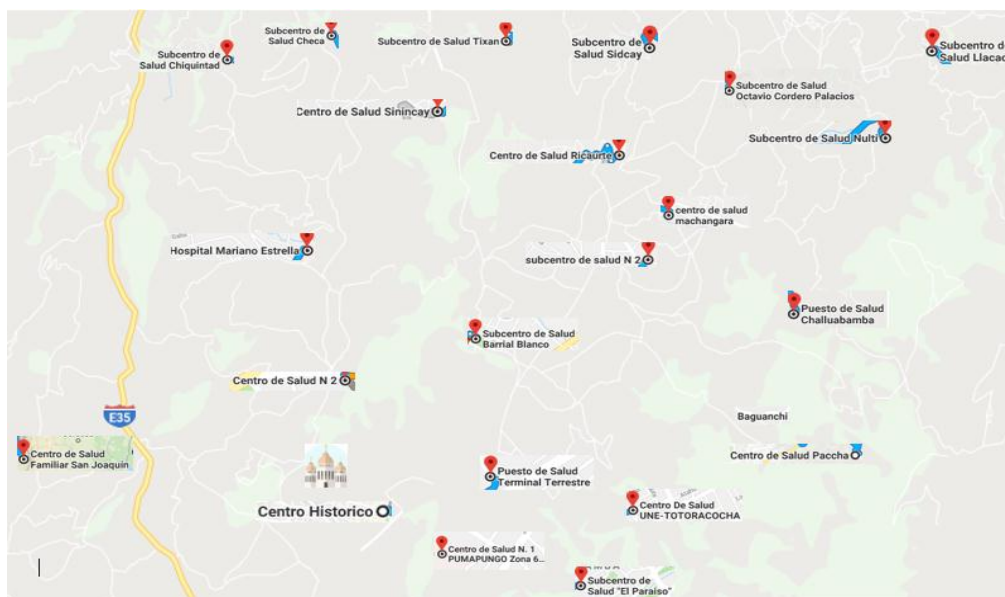 Subcentro de
Salud Checa
Subcentro de Salud Tixan
Subcentro de
Salud Sidcay
Subcentro de
Salud Llacao
Subcentro de
Salud Chiquintad
Subcentro de Salud
Octavio Cordero Palacios
Centro de Salud Sinincay
Subcentro de Salud Nulti
Centro de Salud Ricaurte
centro de salud
machangara
Hospital Mariano Estrella
subcentro de salud N 2
Puesto de Salud
Challuabamba
Subcentro de Salud
Barrial Blanco
Centro de Salud N 2
E35
Baguanchi
Centro de Salud
Familiar San Joaquin
Centro de Salud Paccha
Puesto de Salud
Terminal Terrestre
Centro Historico
Centro De Salud
UNE-TOTORACOCHA
Centro de Salud N. 1
PUMAPUNGO Zona 6...
Subcentro de
Salud "El Paraíso"